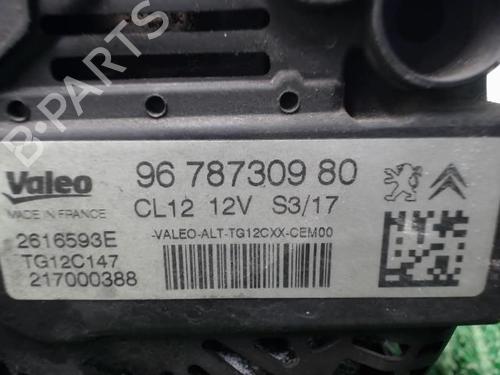 Valeo
96 787309 80
MADE IN FRANCE
CL12 12V S3/17
2616593E
-VALEO-ALT-TG12CXX-CEM00
TG12C147
217000388
B-PARTS